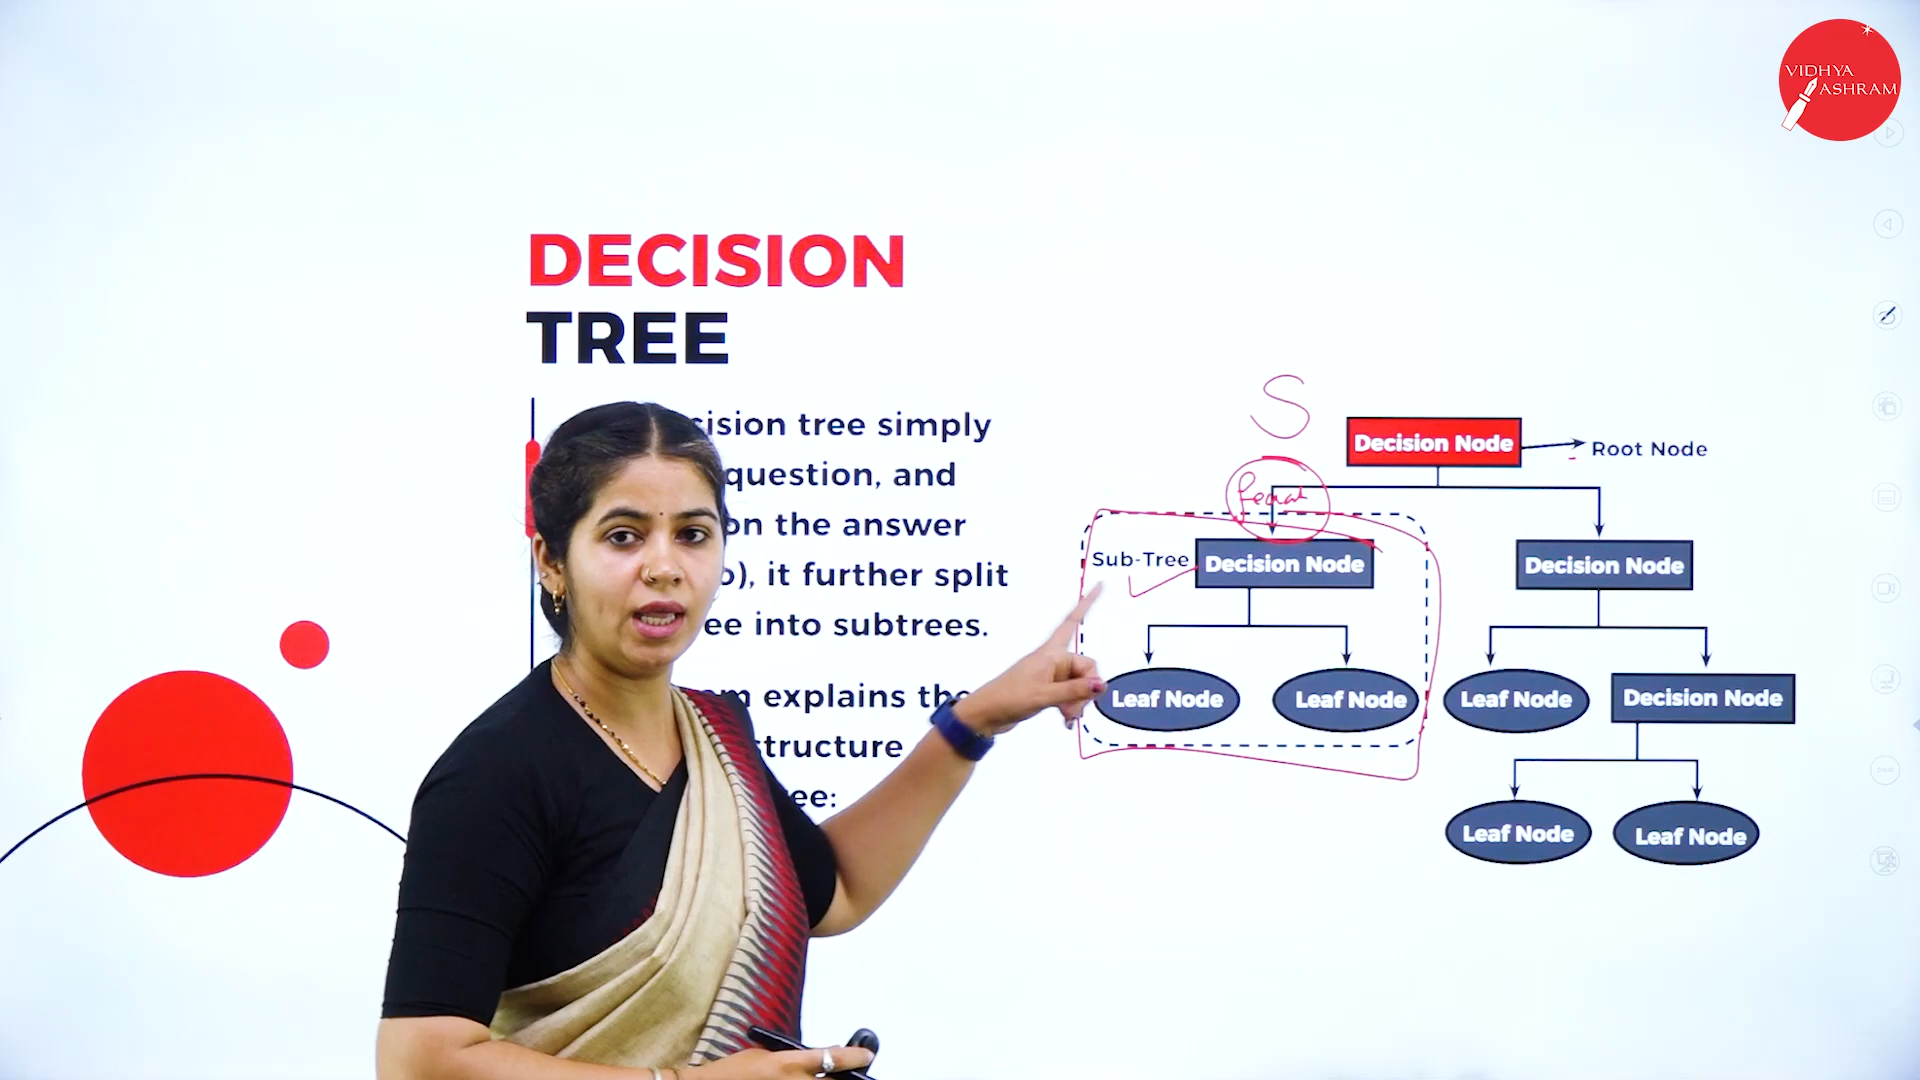 VIDHYA
ASHRAM
DECISION
TREE
cision tree simply
question, and
on the answer
o), it further split
ee into subtrees.
m explains the
structure
ee:
S
Decision Node
Root Node
Sub-Tree
Decision Node
Decision Node
Leaf Node
Leaf Node
Leaf Node
Decision Node
Leaf Node
Leaf Node